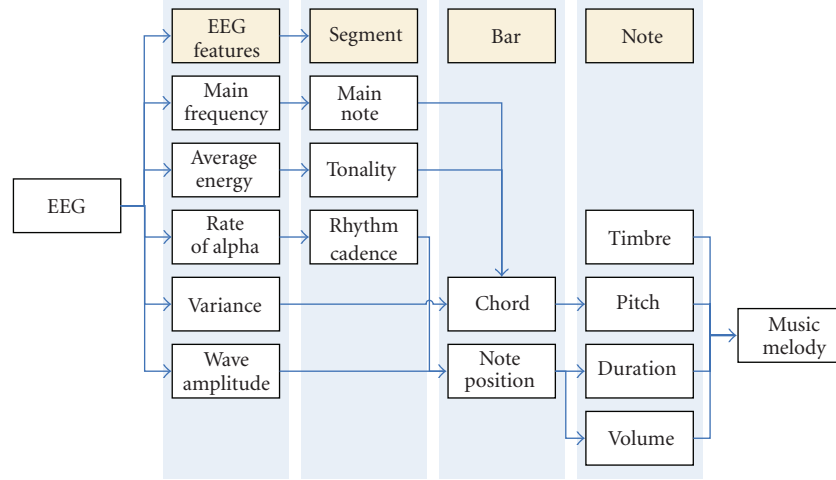 EEG
features
Segment
Bar
Note
Main
frequency
Main
note
Average
energy
Tonality
EEG
Rate
of alpha
Rhythm
cadence
Timbre
Variance
Chord
Pitch
Music
melody
Wave
amplitude
Note
position
Duration
Volume